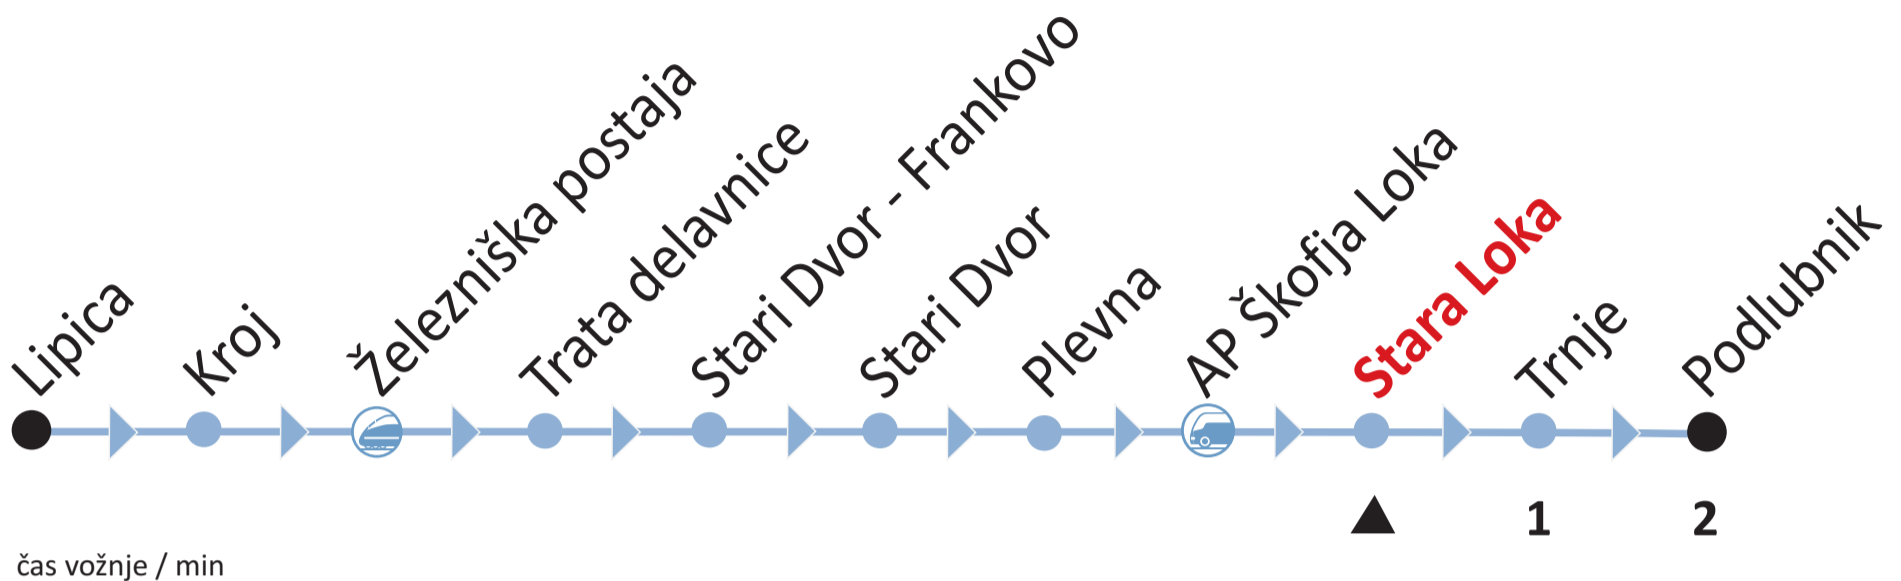 Lipica
Kroj
Železniška postaja
Trata delavnice
Stari Dvor - Frankovo
Stari Dvor
Plevna
AP Škofja Loka
Stara Loka
Trnje
Podlubnik
1
2
čas vožnje / min